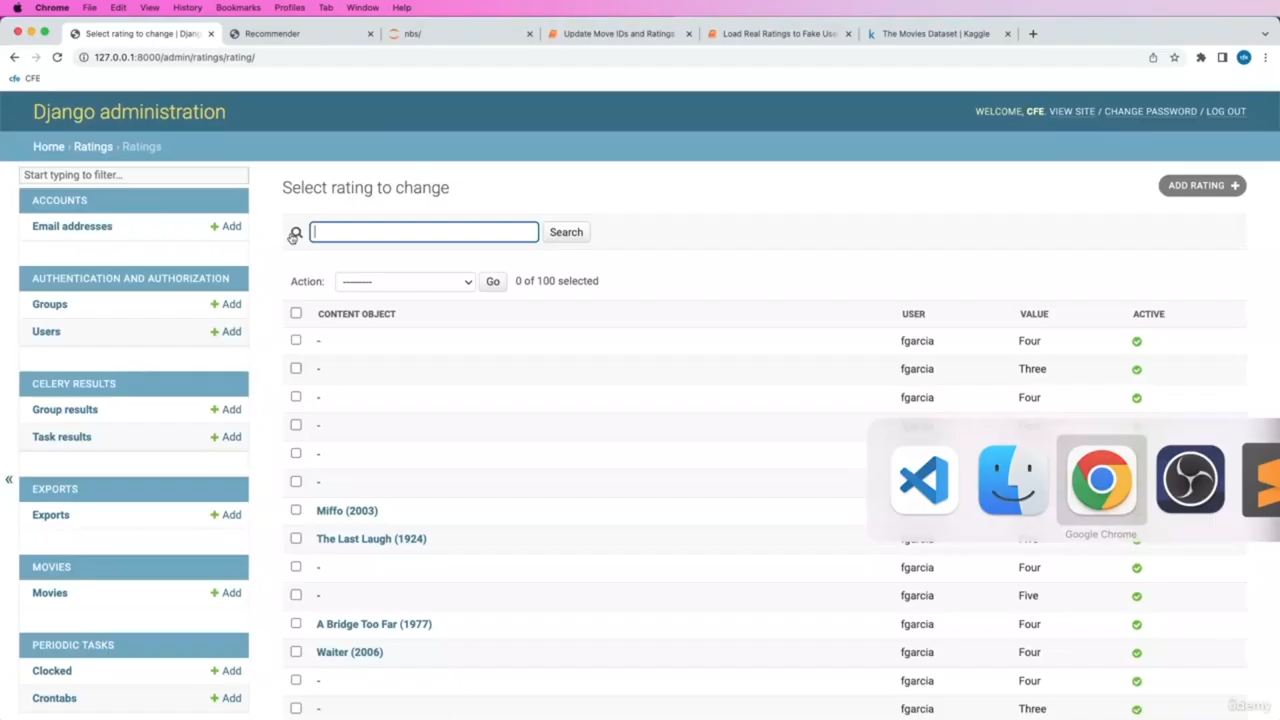 Chrome File Edit View History Bookmarks Profiles Tab Window Help
Select rating to change | Djang Recommender nbs/ Update Move IDs and Ratings Load Real Ratings to Fake Use The Movies Dataset | Kaggle
127.0.0.1:8000/admin/ratings/rating/
cfe CFE
Django administration
WELCOME, CFE. VIEW SITE / CHANGE PASSWORD / LOG OUT
Home › Ratings › Ratings
Start typing to filter...
ACCOUNTS
Email addresses + Add
AUTHENTICATION AND AUTHORIZATION
Groups + Add
Users + Add
CELERY RESULTS
Group results + Add
Task results + Add
EXPORTS
Exports + Add
MOVIES
Movies + Add
PERIODIC TASKS
Clocked + Add
Crontabs + Add
«
Select rating to change
ADD RATING +
Search
Action: --------- Go 0 of 100 selected
CONTENT OBJECT USER VALUE ACTIVE
- fgarcia Four
- fgarcia Three
- fgarcia Four
-
-
-
Miffo (2003)
The Last Laugh (1924)
- fgarcia Four
- fgarcia Five
A Bridge Too Far (1977) fgarcia Four
Waiter (2006) fgarcia Four
- fgarcia Four
- fgarcia Three
Google Chrome
ûdemy